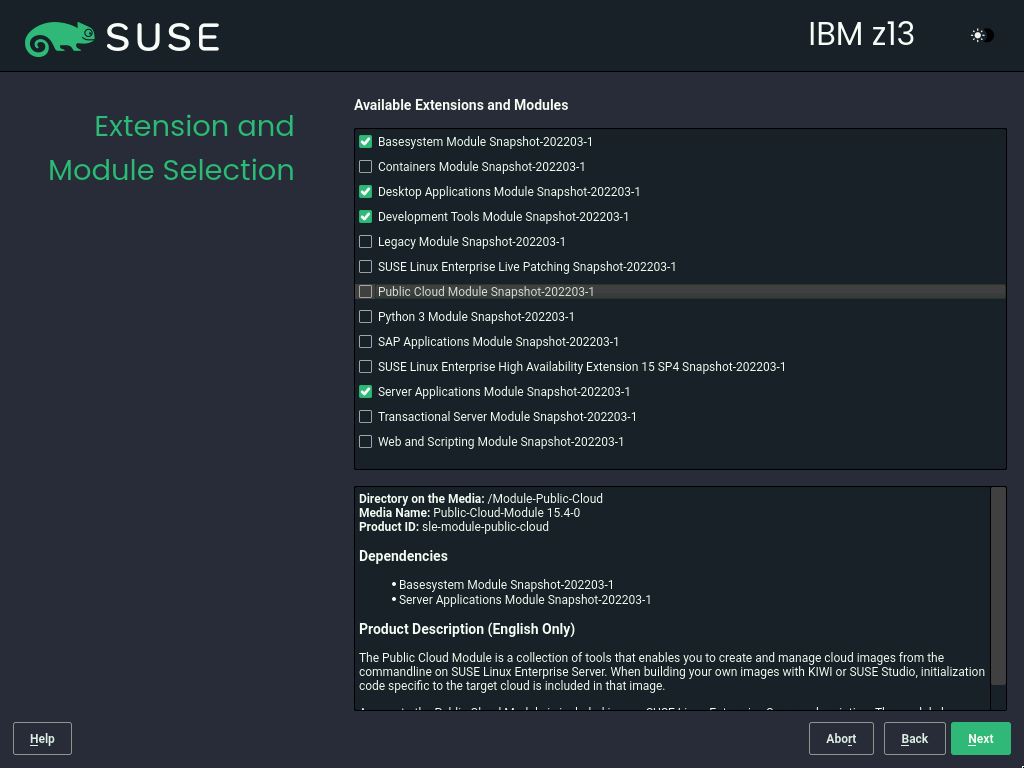 SUSE
IBM z13
Extension and
Module Selection
Available Extensions and Modules
Basesystem Module Snapshot-202203-1
Containers Module Snapshot-202203-1
Desktop Applications Module Snapshot-202203-1
Development Tools Module Snapshot-202203-1
Legacy Module Snapshot-202203-1
SUSE Linux Enterprise Live Patching Snapshot-202203-1
Public Cloud Module Snapshot-202203-1
Python 3 Module Snapshot-202203-1
SAP Applications Module Snapshot-202203-1
SUSE Linux Enterprise High Availability Extension 15 SP4 Snapshot-202203-1
Server Applications Module Snapshot-202203-1
Transactional Server Module Snapshot-202203-1
Web and Scripting Module Snapshot-202203-1
Directory on the Media: /Module-Public-Cloud
Media Name: Public-Cloud-Module 15.4-0
Product ID: sle-module-public-cloud
Dependencies
• Basesystem Module Snapshot-202203-1
• Server Applications Module Snapshot-202203-1
Product Description (English Only)
The Public Cloud Module is a collection of tools that enables you to create and manage cloud images from the
commandline on SUSE Linux Enterprise Server. When building your own images with KIWI or SUSE Studio, initialization
code specific to the target cloud is included in that image.
Help
Abort
Back
Next